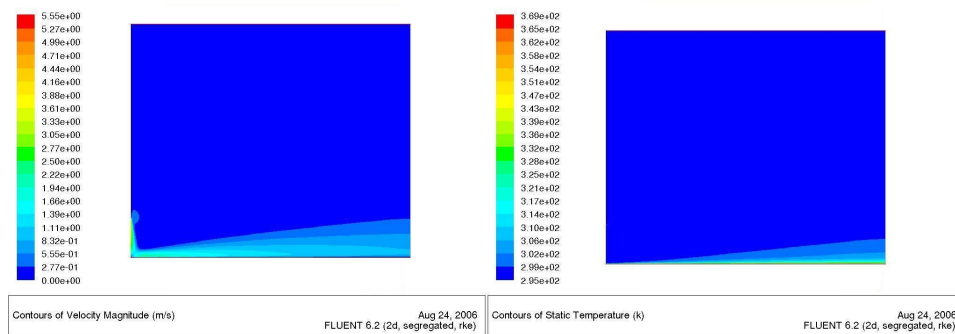 5.55e+00
5.27e+00
4.99e+00
4.71e+00
4.44e+00
4.16e+00
3.88e+00
3.61e+00
3.33e+00
3.05e+00
2.77e+00
2.50e+00
2.22e+00
1.94e+00
1.66e+00
1.39e+00
1.11e+00
8.32e-01
5.55e-01
2.77e-01
0.00e+00
Contours of Velocity Magnitude (m/s)
Aug 24, 2006
FLUENT 6.2 (2d, segregated, rke)
3.69e+02
3.65e+02
3.62e+02
3.58e+02
3.54e+02
3.51e+02
3.47e+02
3.43e+02
3.39e+02
3.36e+02
3.32e+02
3.28e+02
3.25e+02
3.21e+02
3.17e+02
3.14e+02
3.10e+02
3.06e+02
3.02e+02
2.99e+02
2.95e+02
Contours of Static Temperature (k)
Aug 24, 2006
FLUENT 6.2 (2d, segregated, rke)